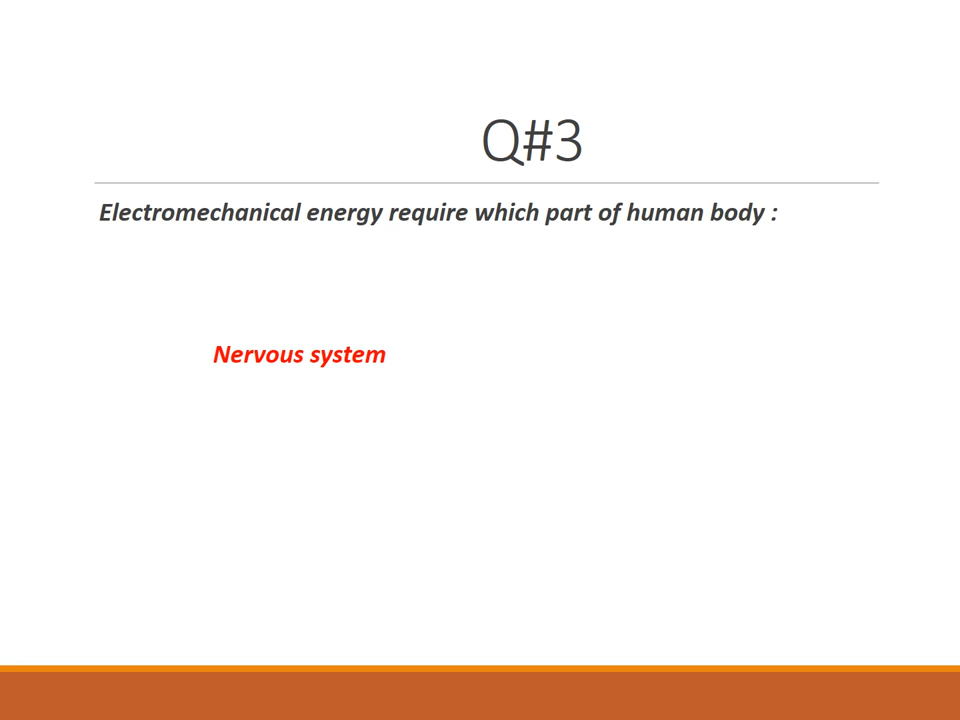 Q#3
Electromechanical energy require which part of human body :
Nervous system